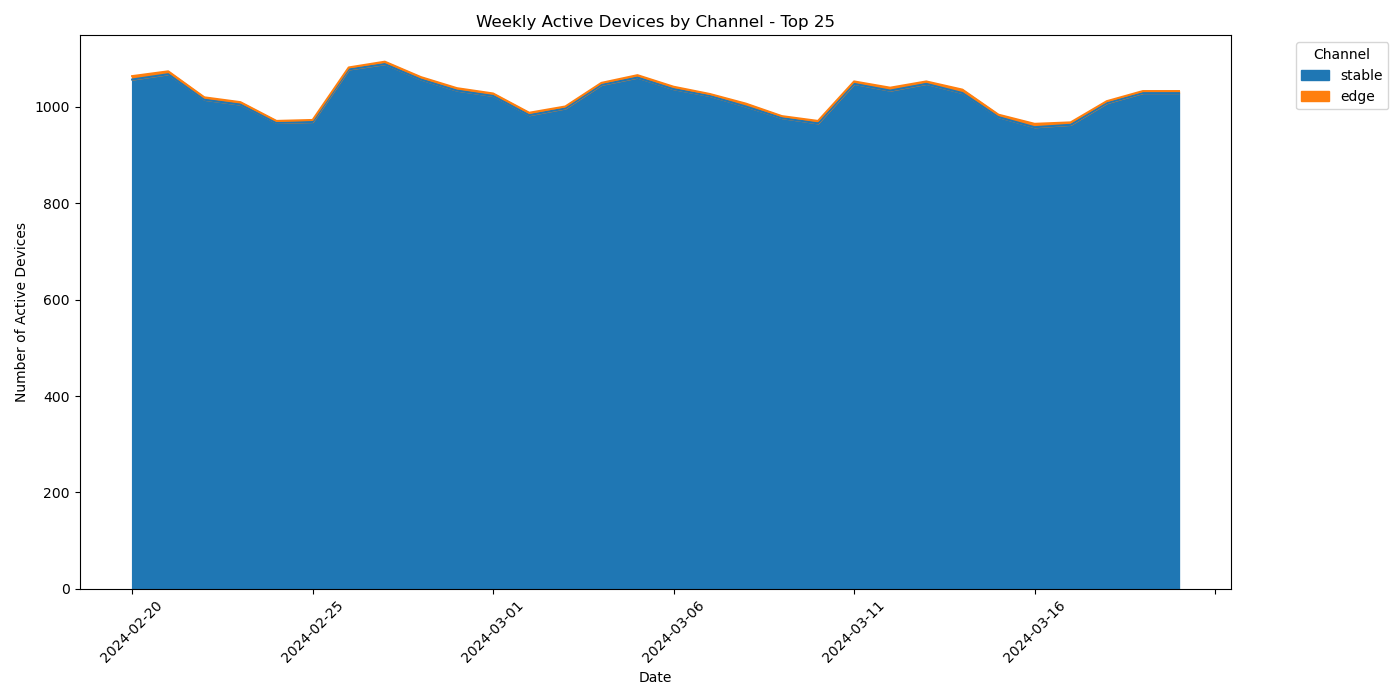 Weekly Active Devices by Channel - Top 25
Channel
stable
edge
Number of Active Devices
1000
800
600
400
200
0
2024-02-20
2024-02-25
2024-03-01
2024-03-06
2024-03-11
2024-03-16
Date